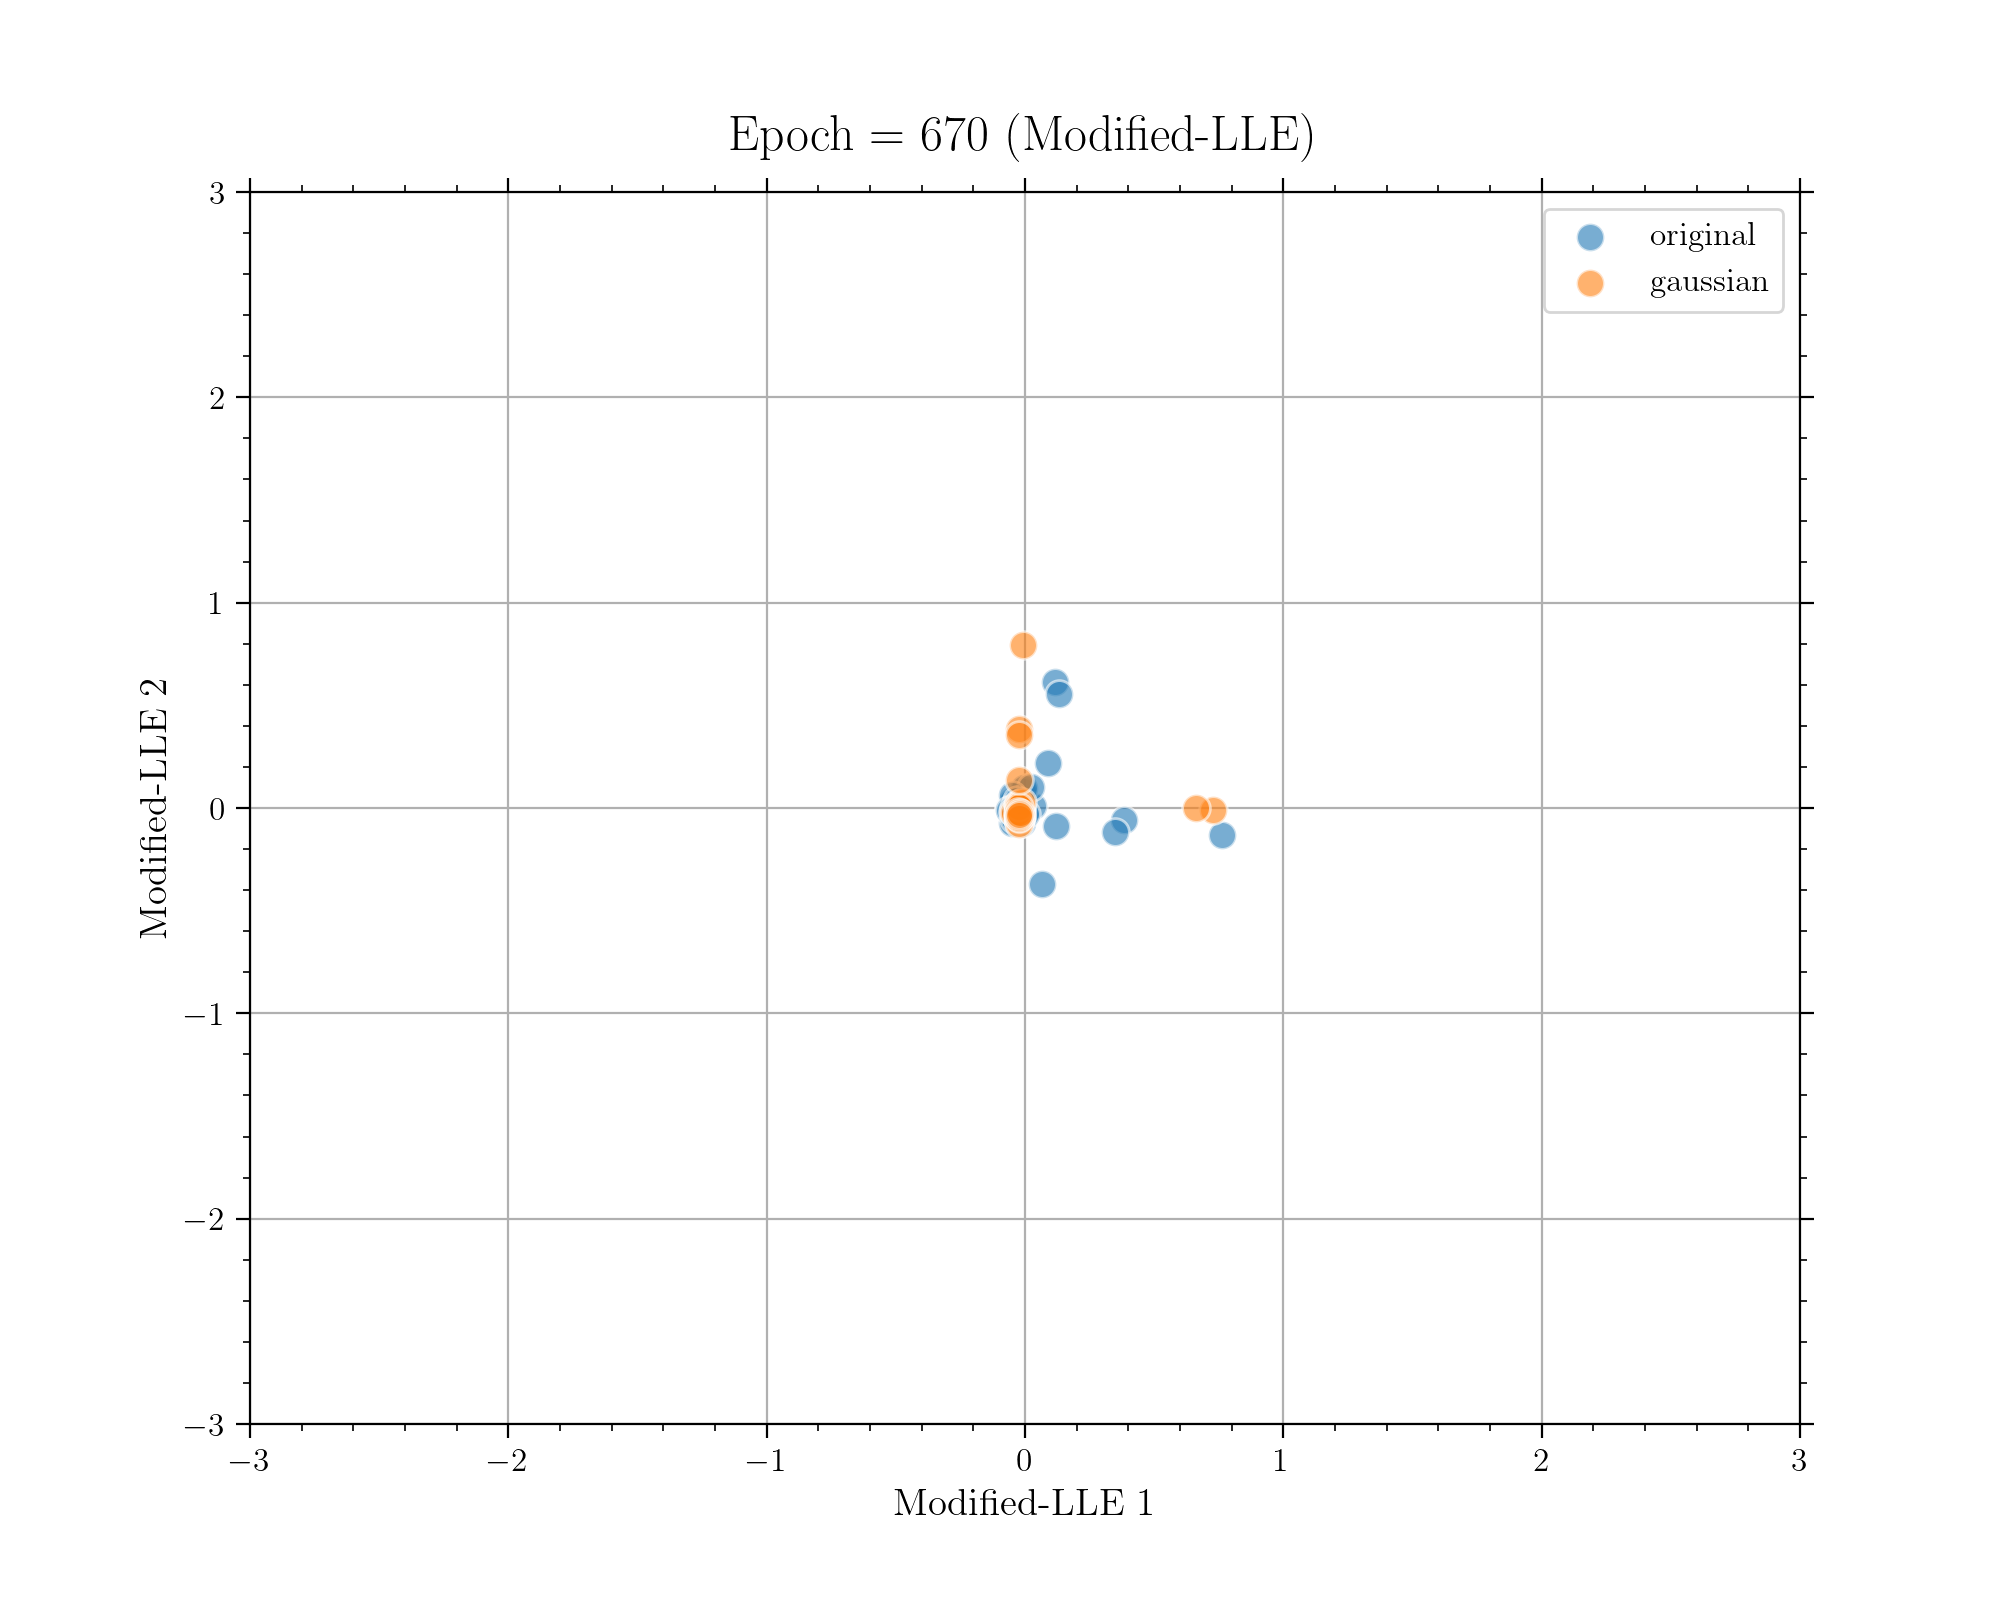 Epoch = 670 (Modified-LLE)
original
gaussian
3
2
1
0
−1
−2
−3
Modified-LLE 2
−3
−2
−1
0
1
2
3
Modified-LLE 1